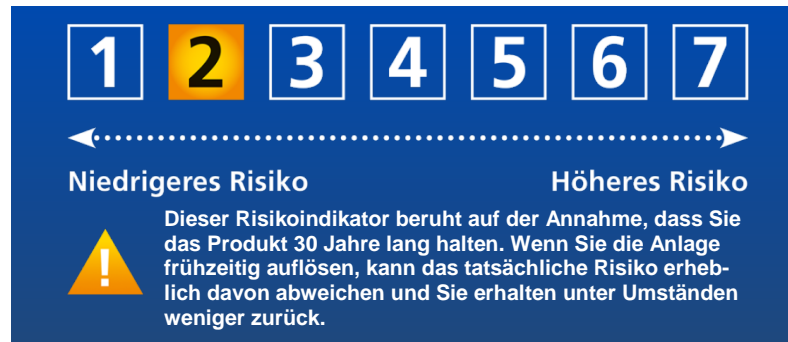 1 2 3 4 5 6 7
Niedrigeres Risiko Höheres Risiko
Dieser Risikoindikator beruht auf der Annahme, dass Sie
das Produkt 30 Jahre lang halten. Wenn Sie die Anlage
frühzeitig auflösen, kann das tatsächliche Risiko erheb-
lich davon abweichen und Sie erhalten unter Umständen
weniger zurück.